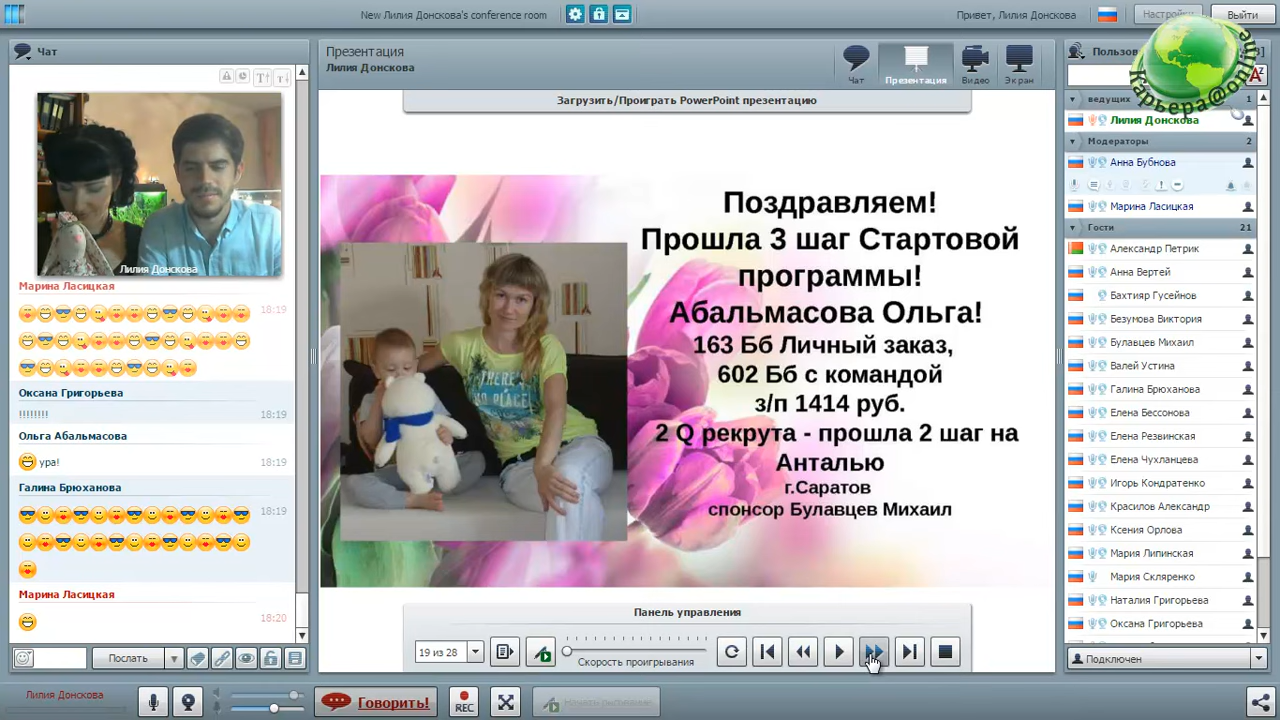 New Лилия Донскова's conference room
Привет, Лилия Донскова
Настройки
Выйти
Чат
Лилия Донскова
Марина Ласицкая
18:19
Оксана Григорьева
!!!!!!!!
18:19
Ольга Абальмасова
ура!
18:19
Галина Брюханова
18:19
Марина Ласицкая
18:20
Послать
Презентация
Лилия Донскова
Чат
Презентация
Видео
Экран
Загрузить/Проиграть PowerPoint презентацию
Поздравляем!
Прошла 3 шаг Стартовой
программы!
Абальмасова Ольга!
163 Бб Личный заказ,
602 Бб с командой
з/п 1414 руб.
2 Q рекрута - прошла 2 шаг на
Анталью
г.Саратов
спонсор Булавцев Михаил
THERE'S
NO PLACE
Панель управления
19 из 28
Скорость проигрывания
карьера@online
ведущих 1
Лилия Донскова
Модераторы 2
Анна Бубнова
Марина Ласицкая
Гости 21
Александр Петрик
Анна Вертей
Бахтияр Гусейнов
Безумова Виктория
Булавцев Михаил
Валей Устина
Галина Брюханова
Елена Бессонова
Елена Резвинская
Елена Чухланцева
Игорь Кондратенко
Красилов Александр
Ксения Орлова
Мария Липинская
Мария Скляренко
Наталия Григорьева
Оксана Григорьева
Подключен
Лилия Донскова
Говорить!
REC